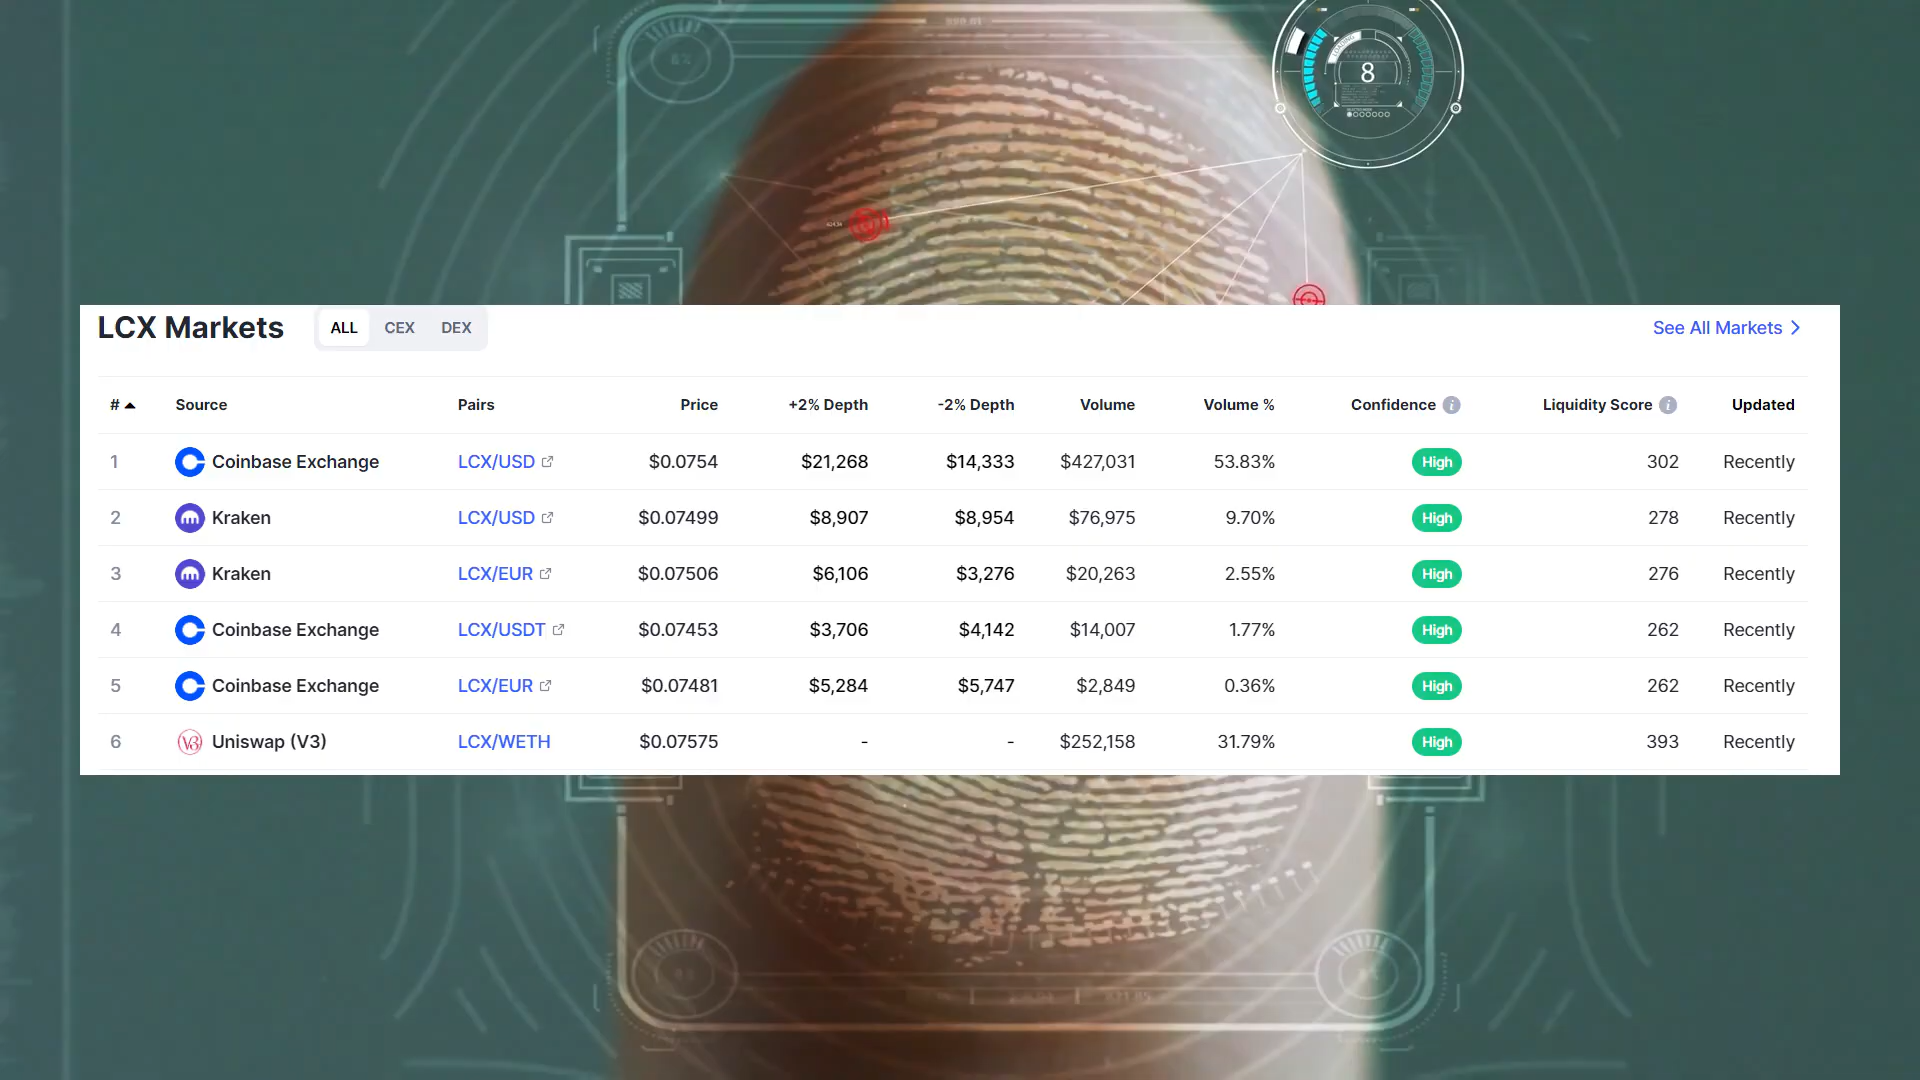 8
LCX Markets ALL CEX DEX See All Markets
# Source Pairs Price +2% Depth -2% Depth Volume Volume % Confidence Liquidity Score Updated
1 Coinbase Exchange LCX/USD $0.0754 $21,268 $14,333 $427,031 53.83% High 302 Recently
2 Kraken LCX/USD $0.07499 $8,907 $8,954 $76,975 9.70% High 278 Recently
3 Kraken LCX/EUR $0.07506 $6,106 $3,276 $20,263 2.55% High 276 Recently
4 Coinbase Exchange LCX/USDT $0.07453 $3,706 $4,142 $14,007 1.77% High 262 Recently
5 Coinbase Exchange LCX/EUR $0.07481 $5,284 $5,747 $2,849 0.36% High 262 Recently
6 Uniswap (V3) LCX/WETH $0.07575 - - $252,158 31.79% High 393 Recently